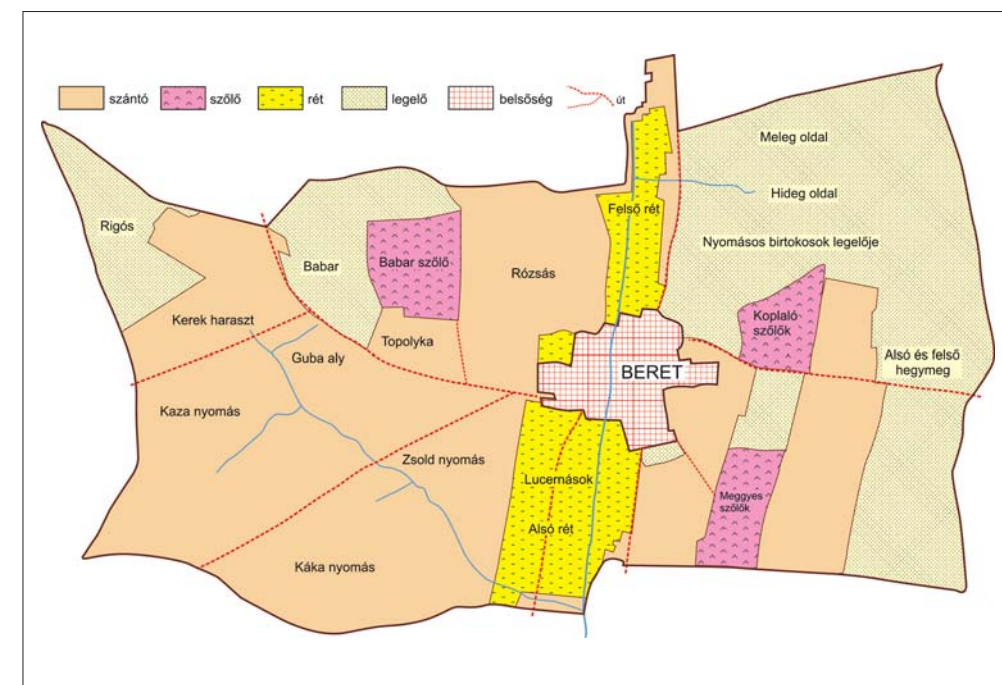 szántó
szőlő
rét
legelő
belsőség
út
Meleg oldal
Hideg oldal
Felső rét
Rigós
Nyomásos birtokosok legelője
Babar
Babar szőlő
Rózsás
Kerek haraszt
Koplaló
szőlők
Topolyka
Guba aly
Alsó és felső
hegymeg
BERET
Kaza nyomás
Zsold nyomás
Lucernások
Meggyes
szőlők
Alsó rét
Káka nyomás